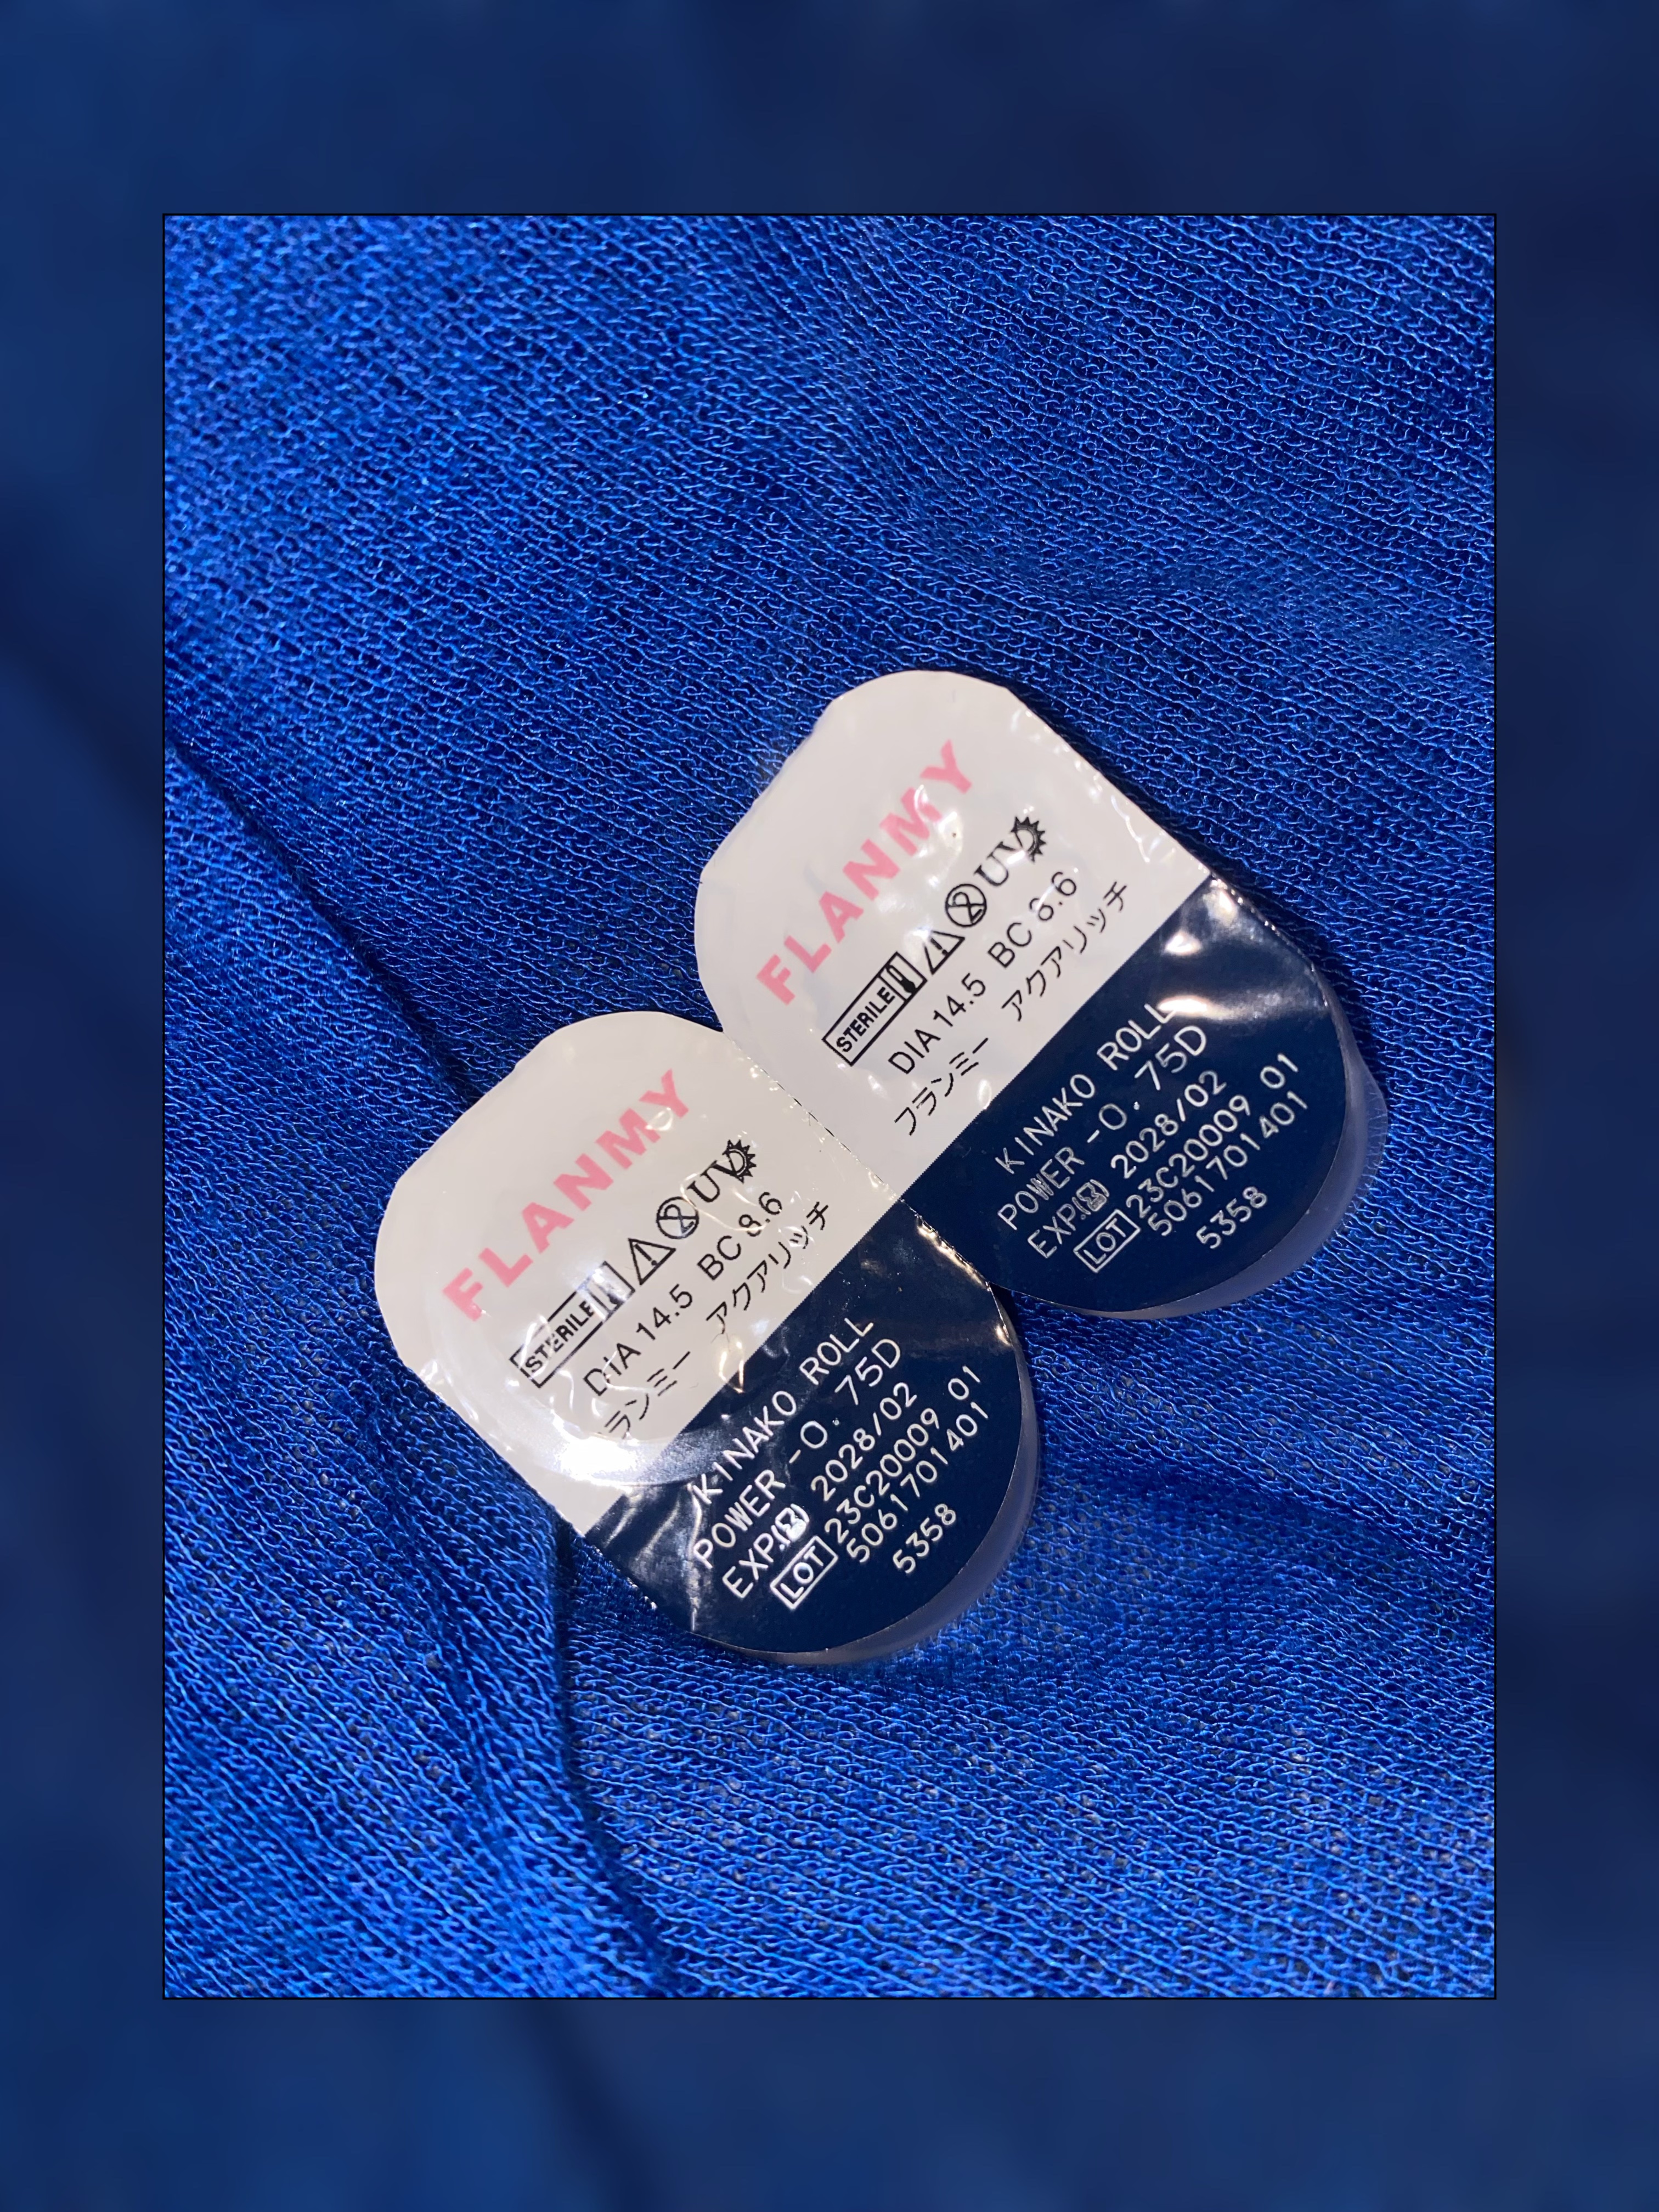 FLANMY
STERILE UV
DIA 14.5 BC 8.6
ランミー アクアリッチ
KINAKO ROLL
POWER -0.75D
EXP. 2028/02
LOT 23C20009 01
5061701401
5358
FLANMY
STERILE UV
DIA 14.5 BC 8.6
フランミー アクアリッチ
KINAKO ROLL
POWER -0.75D
EXP. 2028/02
LOT 23C20009 01
5061701401
5358